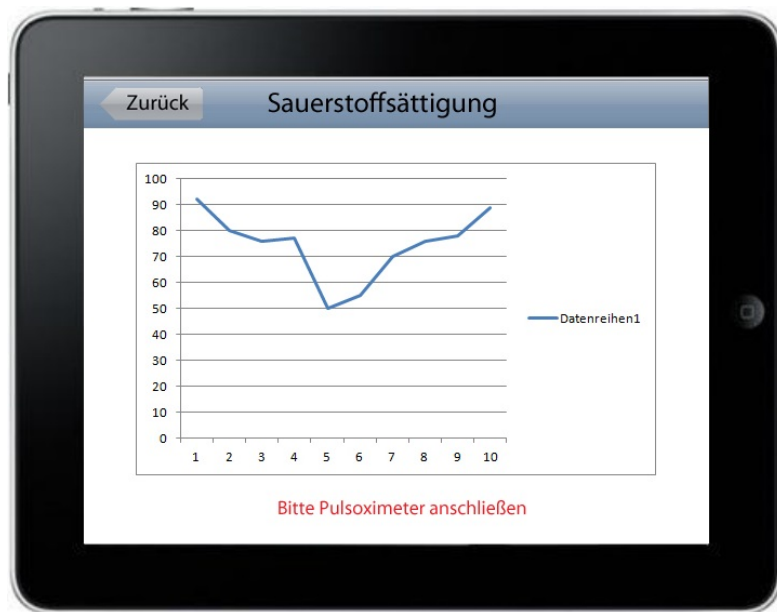 Zurück
Sauerstoffsättigung
100
90
80
70
60
50
40
30
20
10
0
1 2 3 4 5 6 7 8 9 10
Datenreihen1
Bitte Pulsoximeter anschließen